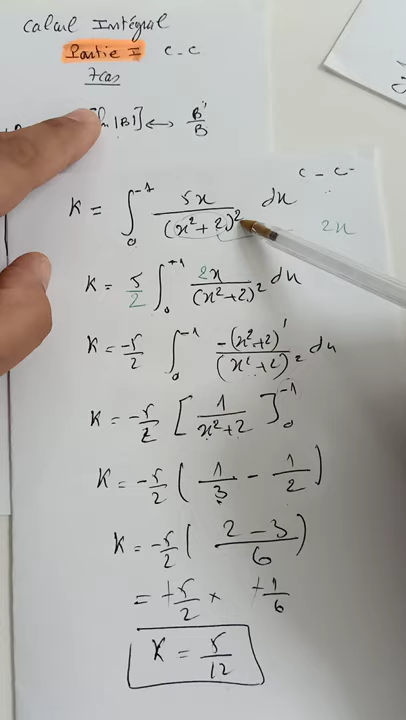 Calcul Intégral
Partie I C-C
7cas
[ln|B|] ↔ B'/B
C-C-
K = ∫₀⁻¹ 5x/(x²+2)² dx 2x
K = 5/2 ∫₀⁺¹ 2x/(x²+2)² dx
K = -5/2 ∫₀⁻¹ -(x²+2)'/(x²+2)² dx
K = -5/2 [1/(x²+2)]₀⁻¹
K = -5/2 (1/3 - 1/2)
K = -5/2 ((2-3)/6)
= +5/2 × +1/6
K = 5/12